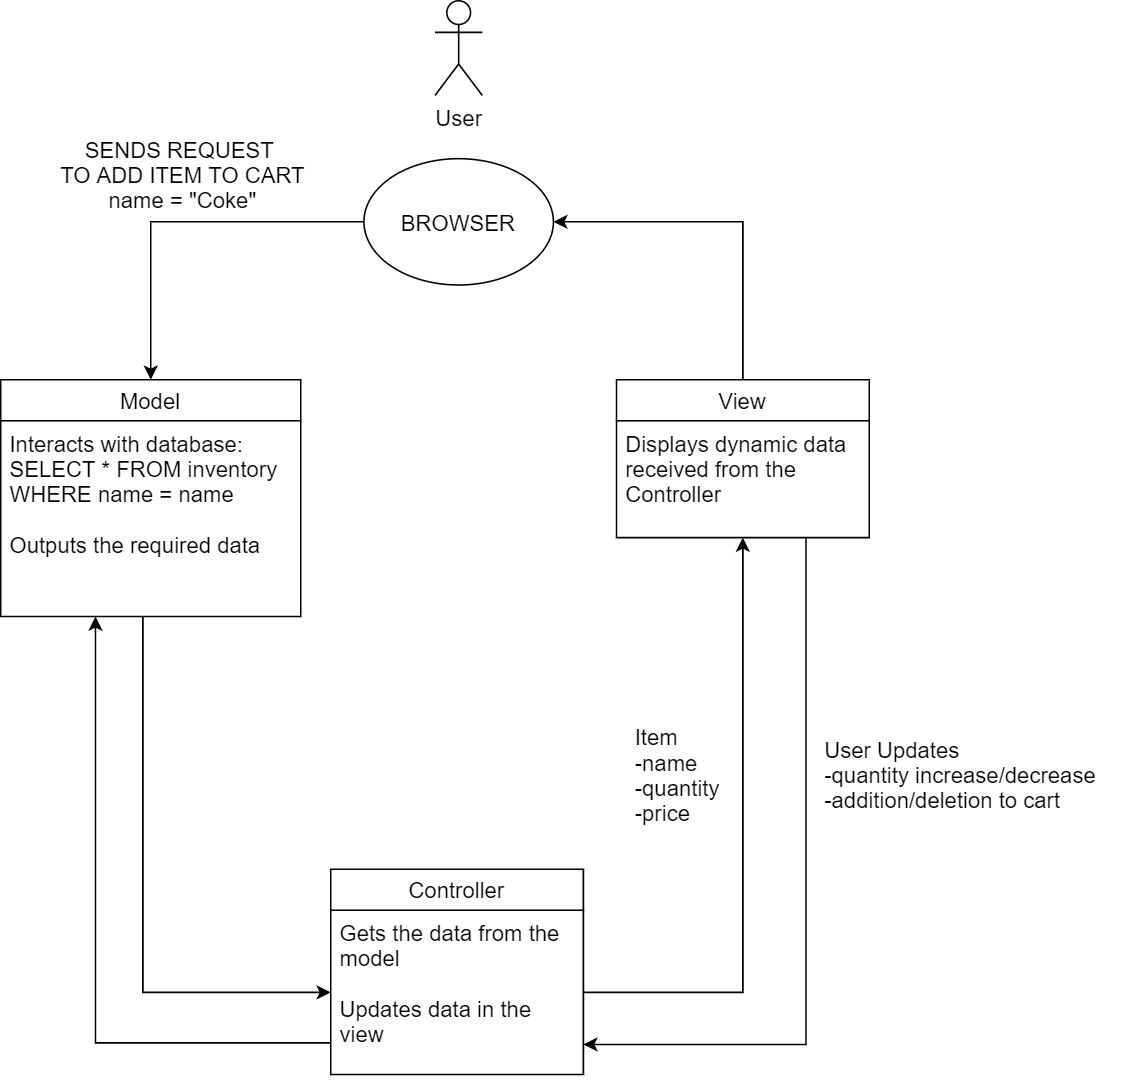 User
SENDS REQUEST
TO ADD ITEM TO CART
name = "Coke"
BROWSER
Model
Interacts with database:
SELECT * FROM inventory
WHERE name = name
Outputs the required data
View
Displays dynamic data
received from the
Controller
Item
-name
-quantity
-price
User Updates
-quantity increase/decrease
-addition/deletion to cart
Controller
Gets the data from the
model
Updates data in the
view